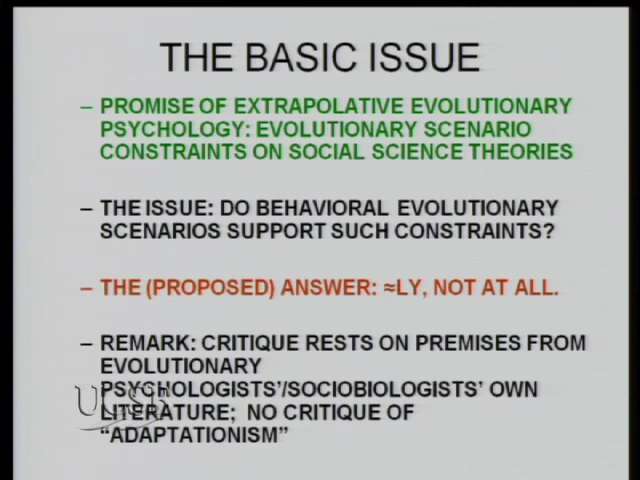 THE BASIC ISSUE
– PROMISE OF EXTRAPOLATIVE EVOLUTIONARY
PSYCHOLOGY: EVOLUTIONARY SCENARIO
CONSTRAINTS ON SOCIAL SCIENCE THEORIES
– THE ISSUE: DO BEHAVIORAL EVOLUTIONARY
SCENARIOS SUPPORT SUCH CONSTRAINTS?
– THE (PROPOSED) ANSWER: ≈LY, NOT AT ALL.
– REMARK: CRITIQUE RESTS ON PREMISES FROM
EVOLUTIONARY
PSYCHOLOGISTS’/SOCIOBIOLOGISTS’ OWN
LITERATURE; NO CRITIQUE OF
“ADAPTATIONISM”